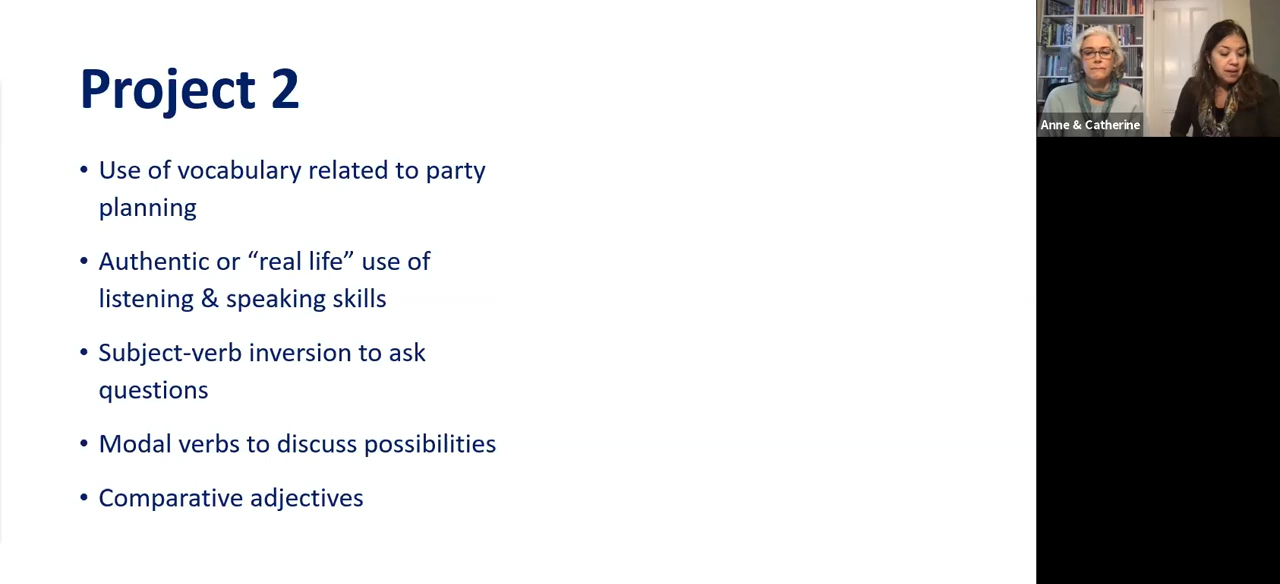 Project 2
• Use of vocabulary related to party
planning
• Authentic or “real life” use of
listening & speaking skills
• Subject-verb inversion to ask
questions
• Modal verbs to discuss possibilities
• Comparative adjectives
Anne & Catherine